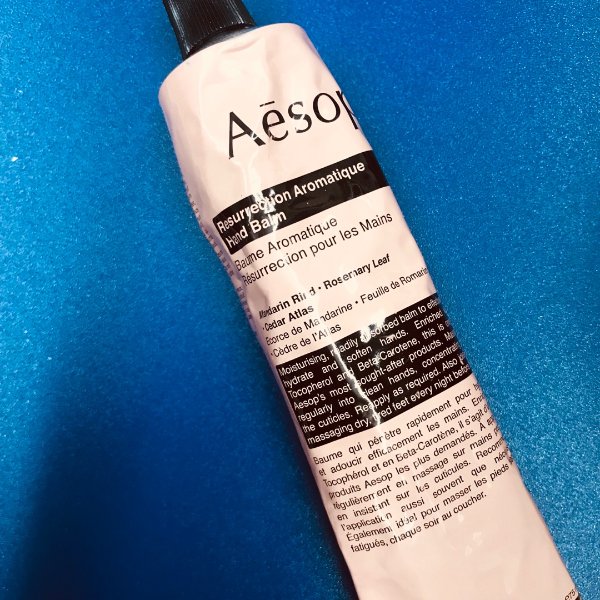 Aēsop
Resurrection Aromatique
Hand Balm
Baume Aromatique
Résurrection pour les Mains
Mandarin Rind • Rosemary Leaf
• Cedar Atlas
Ecorce de Mandarine • Feuille de Romarin
• Cèdre de l'Atlas
Moisturising, readily absorbed balm to
hydrate and soften hands. Enriched
Tocopherol and Beta-Carotene, this is
Aesop's most sought-after products.
regularly into clean hands,
the cuticles. Reapply as required. Also
massaging dry, tired feet every night before
Baume qui pénètre rapidement pour
et adoucir efficacement les mains.
Tocophérol et en Beta-Carotène, il s'agit
produits Aesop les plus demandés. A
régulièrement en massage sur mains
en insistant sur les cuticules.
l'application aussi souvent que
Également idéal pour masser les pieds
fatigués, chaque soir au coucher.